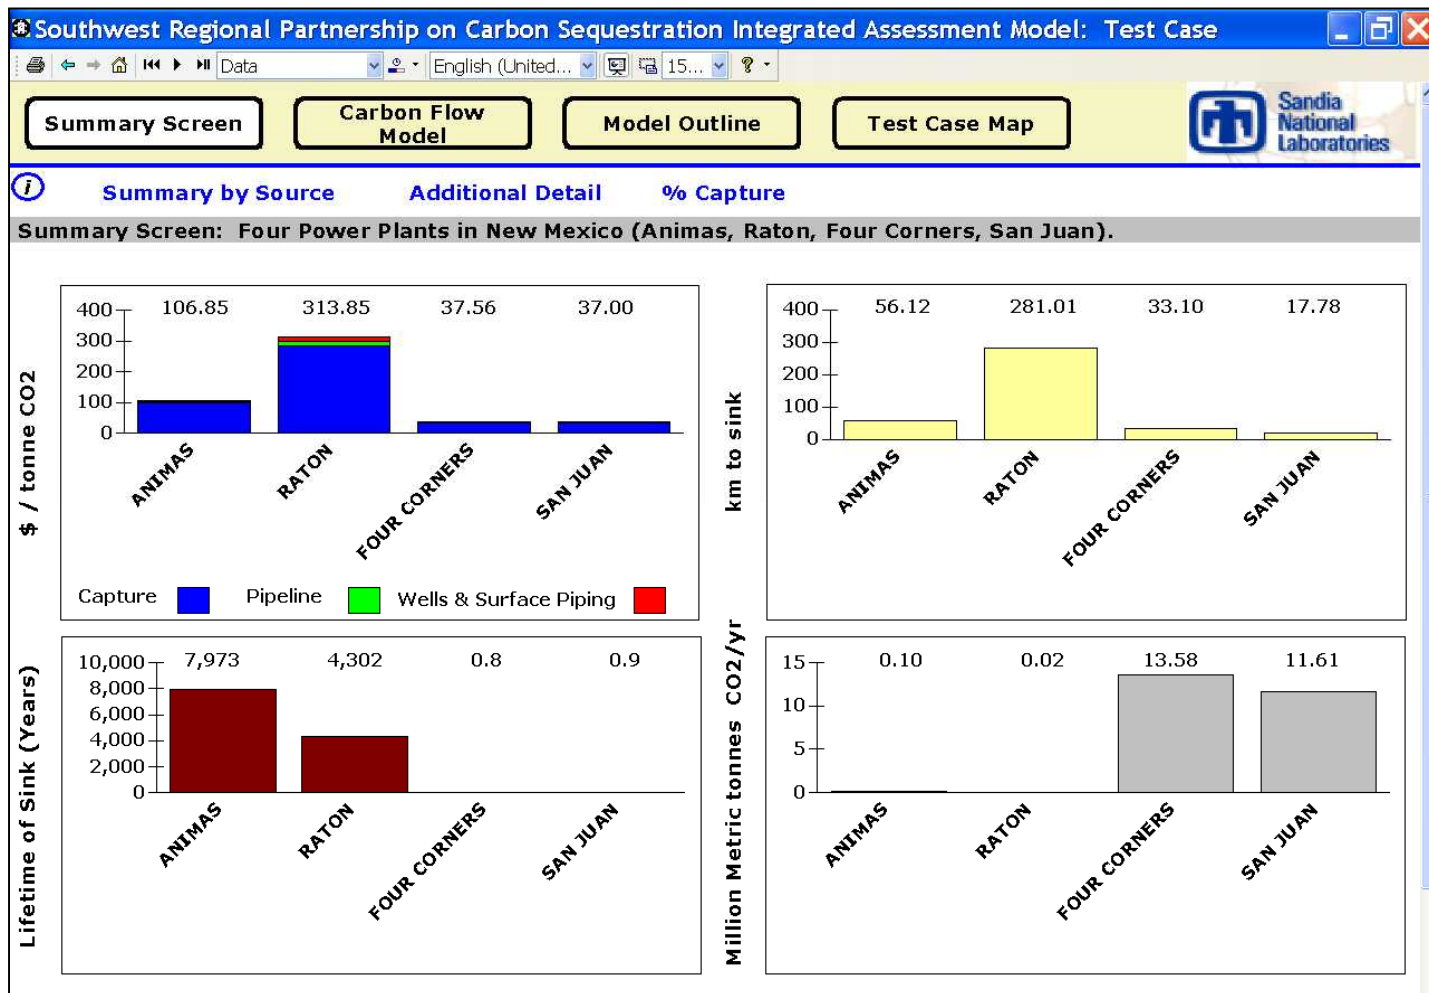 Southwest Regional Partnership on Carbon Sequestration Integrated Assessment Model: Test Case
Data English (United... 15...
Summary Screen
Carbon Flow
Model
Model Outline
Test Case Map
Sandia
National
Laboratories
i Summary by Source Additional Detail % Capture
Summary Screen: Four Power Plants in New Mexico (Animas, Raton, Four Corners, San Juan).
$ / tonne CO2
400 106.85 313.85 37.56 37.00
300
200
100
0
ANIMAS RATON FOUR CORNERS SAN JUAN
Capture Pipeline Wells & Surface Piping
km to sink
400 56.12 281.01 33.10 17.78
300
200
100
0
ANIMAS RATON FOUR CORNERS SAN JUAN
Lifetime of Sink (Years)
10,000 7,973 4,302 0.8 0.9
8,000
6,000
4,000
2,000
0
ANIMAS RATON FOUR CORNERS SAN JUAN
Million Metric tonnes CO2/yr
15 0.10 0.02 13.58 11.61
10
5
0
ANIMAS RATON FOUR CORNERS SAN JUAN